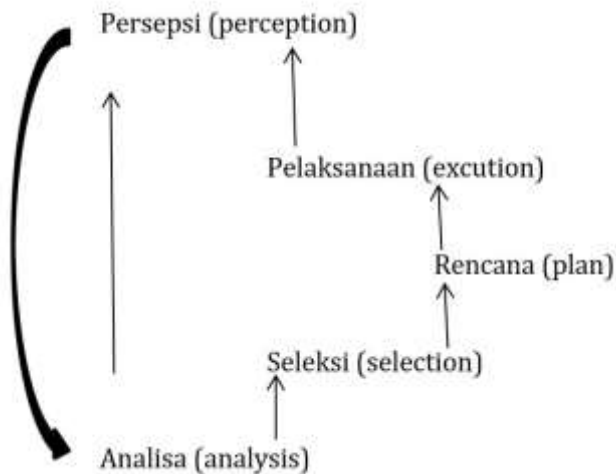 Persepsi (perception)
Pelaksanaan (excution)
Rencana (plan)
Seleksi (selection)
Analisa (analysis)